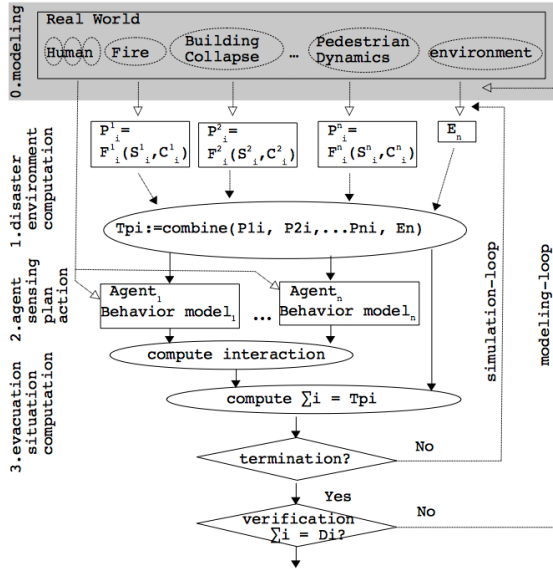 0.modeling
Real World
Human
Fire
Building
Collapse
…
Pedestrian
Dynamics
environment
1.disaster
environment
computation
P¹ᵢ=
F¹ᵢ(S¹ᵢ,C¹ᵢ)
P²ᵢ=
F²ᵢ(S²ᵢ,C²ᵢ)
Pⁿᵢ=
Fⁿᵢ(Sⁿᵢ,Cⁿᵢ)
Eₙ
Tpi:=combine(P1i, P2i,...Pni, En)
2.agent
sensing
plan
action
Agent₁
Behavior model₁
...
Agentₙ
Behavior modelₙ
compute interaction
3.evacuation
situation
computation
compute ∑i = Tpi
termination?
No
simulation-loop
Yes
verification
∑i = Di?
No
modeling-loop